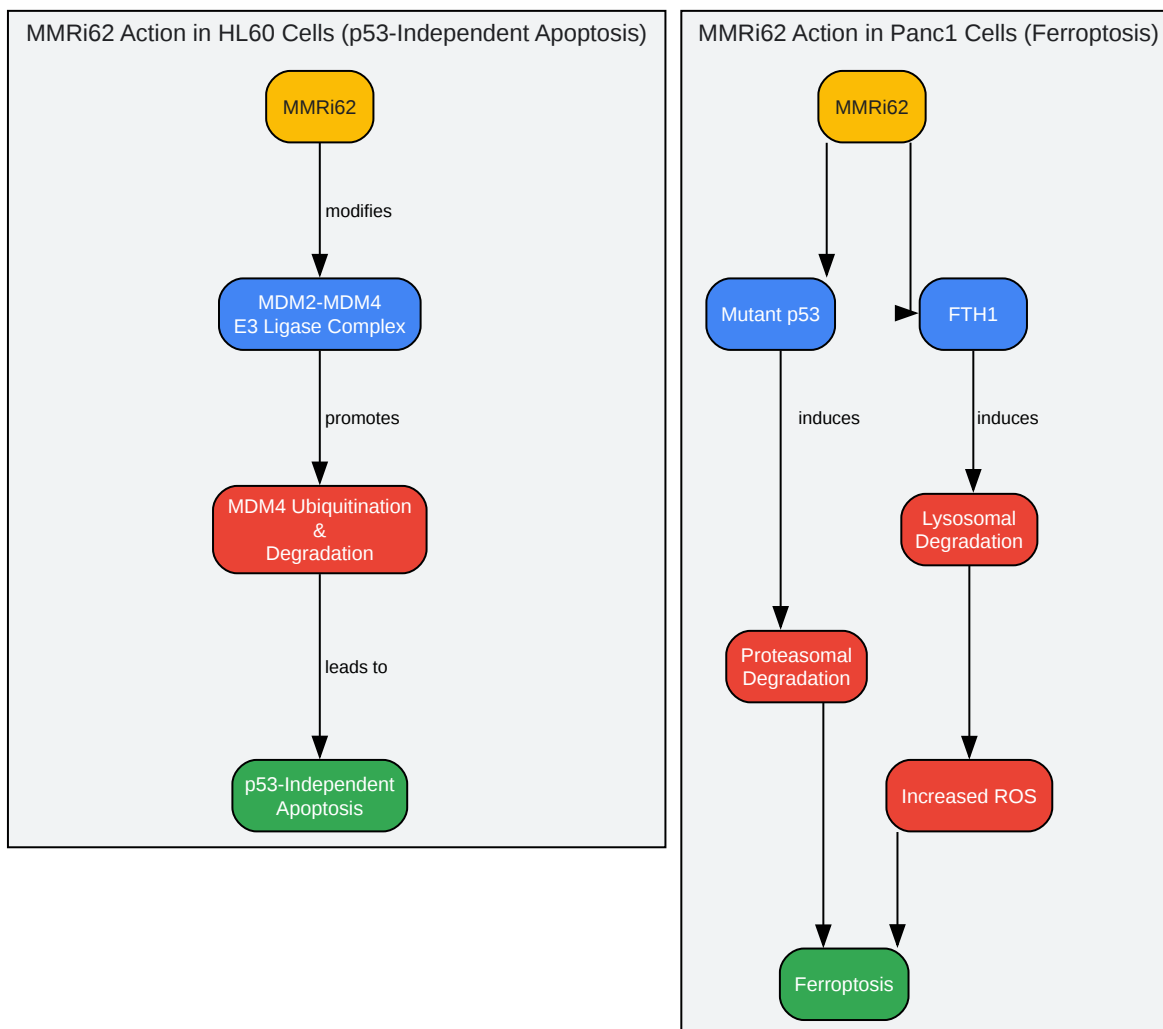 MMRi62 Action in HL60 Cells (p53-Independent Apoptosis)
MMRi62
modifies
MDM2-MDM4
E3 Ligase Complex
promotes
MDM4 Ubiquitination
&
Degradation
leads to
p53-Independent
Apoptosis
MMRi62 Action in Panc1 Cells (Ferroptosis)
MMRi62
Mutant p53
FTH1
induces
induces
Lysosomal
Degradation
Proteasomal
Degradation
Increased ROS
Ferroptosis